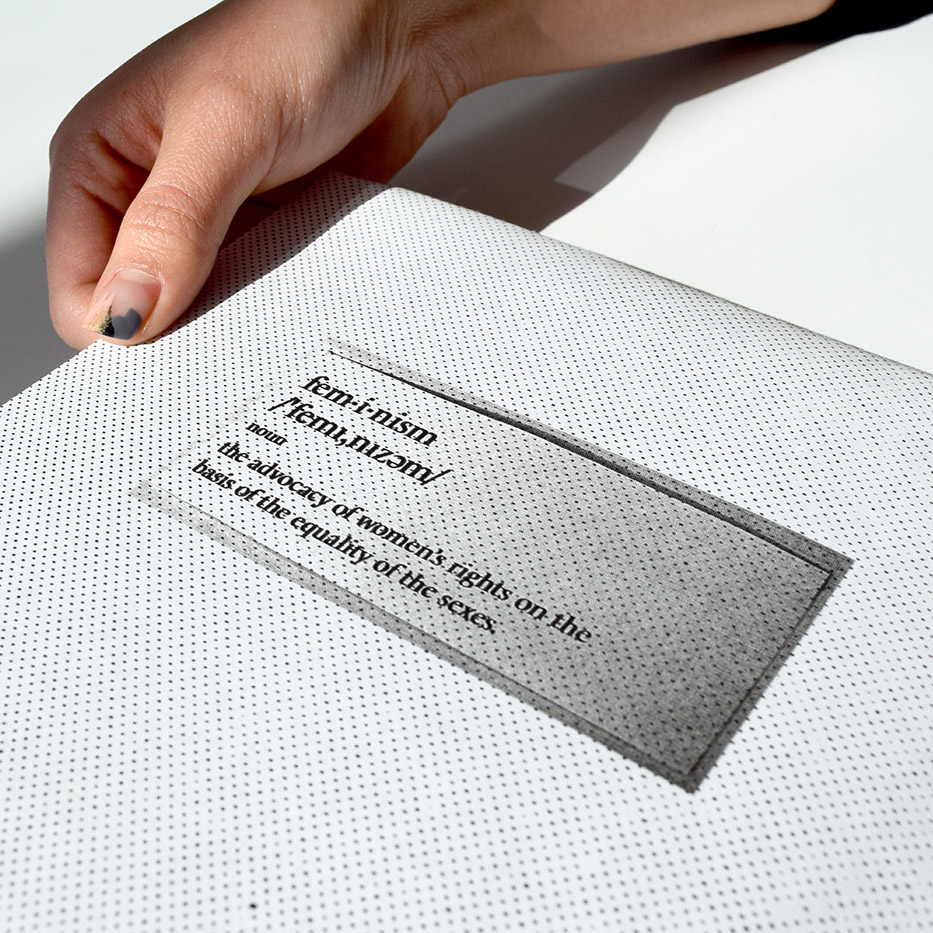 fem·i·nism
/ˈfemɪˌnɪzəm/
noun
the advocacy of women's rights on the
basis of the equality of the sexes.